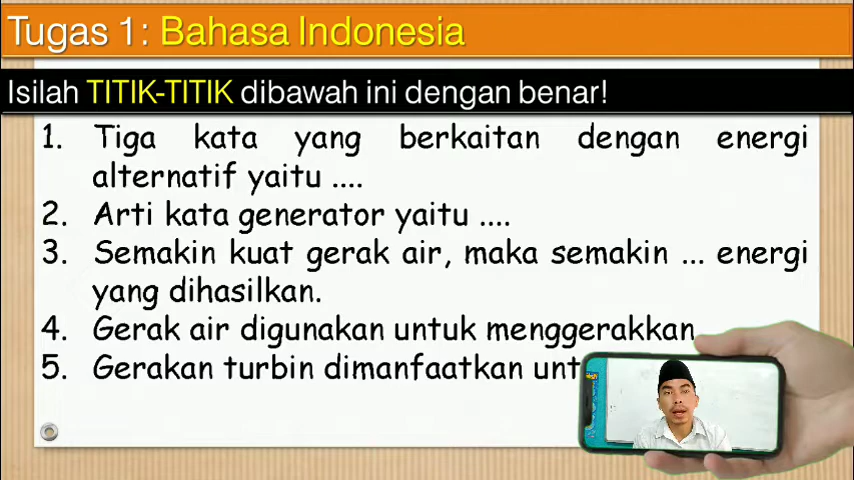 Tugas 1: Bahasa Indonesia
Isilah TITIK-TITIK dibawah ini dengan benar!
1. Tiga kata yang berkaitan dengan energi
alternatif yaitu ....
2. Arti kata generator yaitu ....
3. Semakin kuat gerak air, maka semakin ... energi
yang dihasilkan.
4. Gerak air digunakan untuk menggerakkan
5. Gerakan turbin dimanfaatkan